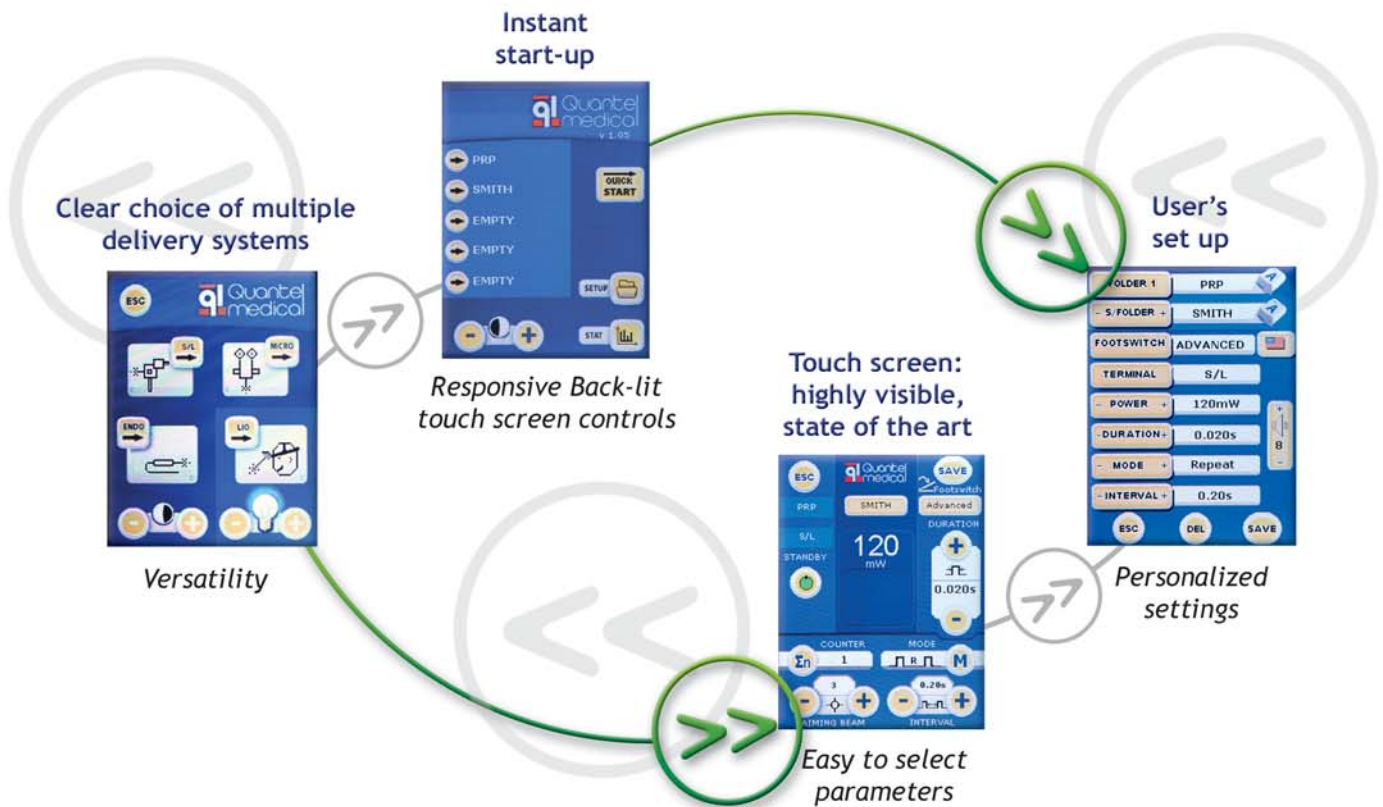 Instant
start-up
Quantel
medical
v 1.05
PRP
SMITH
EMPTY
EMPTY
EMPTY
QUICK
START
SETUP
STAT
- +
Responsive Back-lit
touch screen controls
Clear choice of multiple
delivery systems
ESC
Quantel
medical
S/L
MICRO
ENDO
LIO
- + - +
Versatility
Touch screen:
highly visible,
state of the art
ESC
Quantel
medical
SAVE
Footswitch
PRP
SMITH
Advanced
S/L
120
mW
DURATION
+
STANDBY
0.020s
-
COUNTER
MODE
Σn
1
R
M
3
0.20s
- + - +
AIMING BEAM
INTERVAL
Easy to select
parameters
User's
set up
FOLDER 1 PRP A
- S/FOLDER + SMITH A
FOOTSWITCH ADVANCED
TERMINAL S/L
- POWER + 120mW
-DURATION+ 0.020s
- MODE + Repeat
-INTERVAL+ 0.20s
+
8
-
ESC DEL SAVE
Personalized
settings